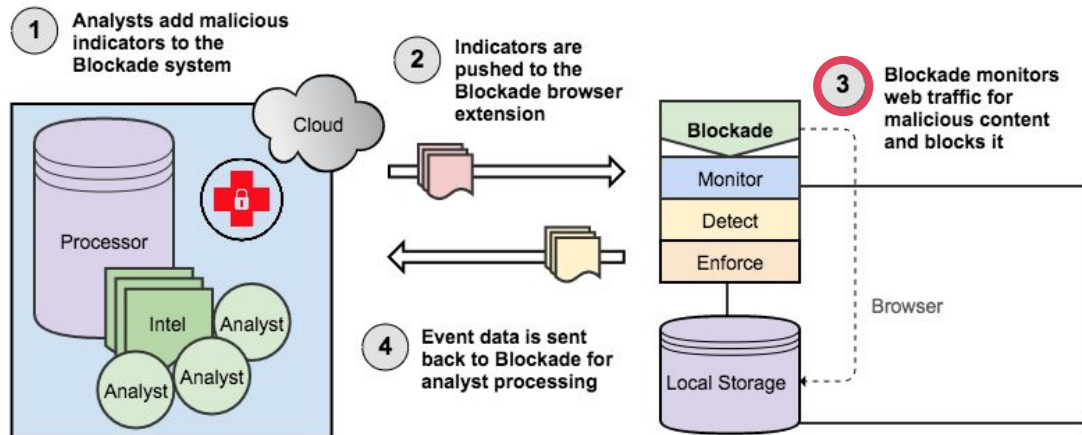 1
Analysts add malicious
indicators to the
Blockade system
2
Indicators are
pushed to the
Blockade browser
extension
3
Blockade monitors
web traffic for
malicious content
and blocks it
Cloud
Processor
Intel
Analyst
Analyst
Analyst
Blockade
Monitor
Detect
Enforce
Browser
Local Storage
4
Event data is sent
back to Blockade for
analyst processing